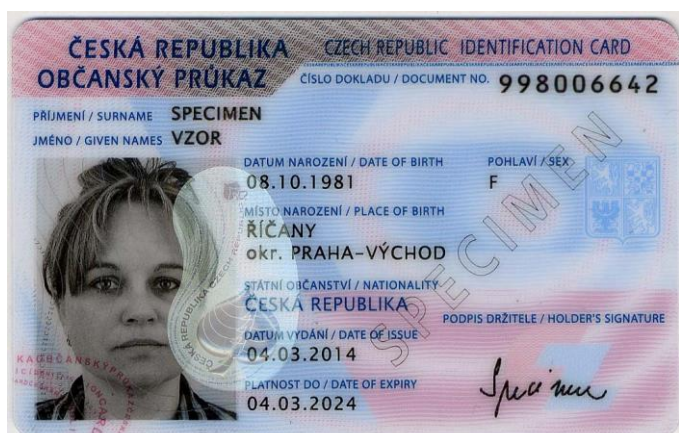 ČESKÁ REPUBLIKA
CZECH REPUBLIC IDENTIFICATION CARD
OBČANSKÝ PRŮKAZ
ČÍSLO DOKLADU / DOCUMENT NO. 998006642
PŘÍJMENÍ / SURNAME SPECIMEN
JMÉNO / GIVEN NAMES VZOR
DATUM NAROZENÍ / DATE OF BIRTH
POHLAVÍ / SEX
08.10.1981
F
MÍSTO NAROZENÍ / PLACE OF BIRTH
ŘÍČANY
okr. PRAHA-VÝCHOD
SPECIMEN
STÁTNÍ OBČANSTVÍ / NATIONALITY
ČESKÁ REPUBLIKA
PODPIS DRŽITELE / HOLDER'S SIGNATURE
DATUM VYDÁNÍ / DATE OF ISSUE
04.03.2014
PLATNOST DO / DATE OF EXPIRY
04.03.2024
Specimen